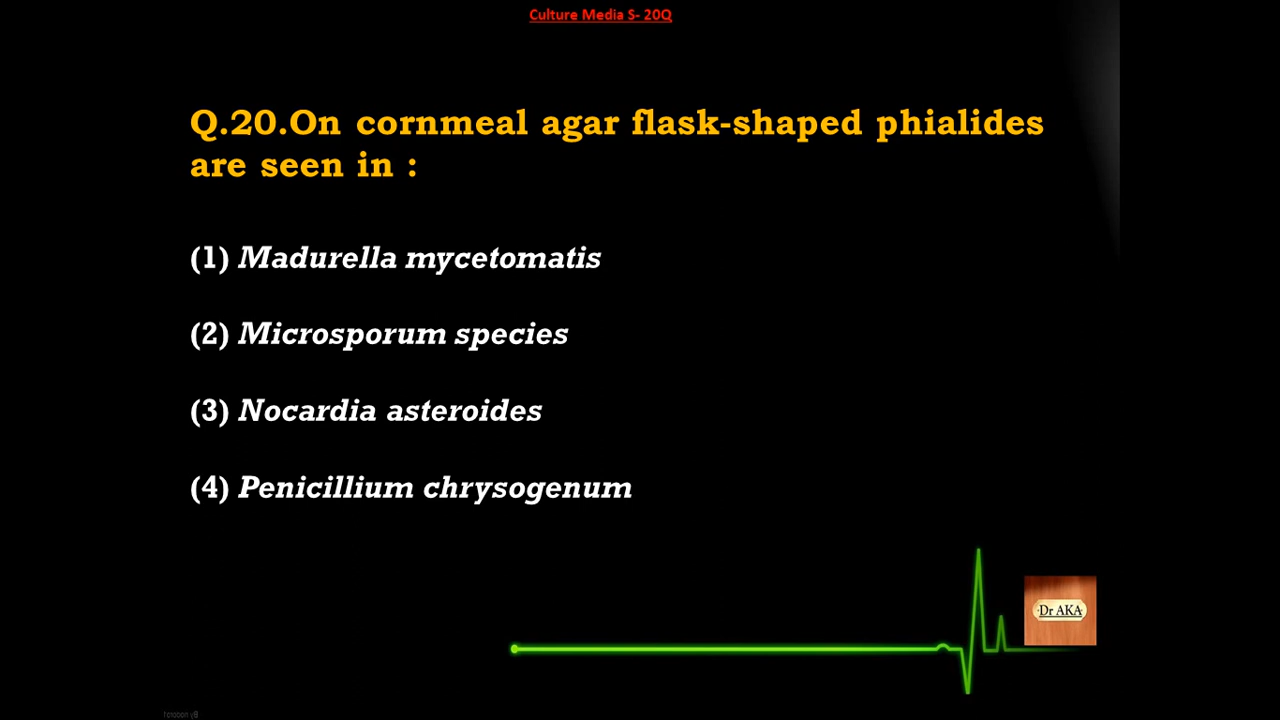 Culture Media S- 20Q
Q.20.On cornmeal agar flask-shaped phialides
are seen in :
(1) Madurella mycetomatis
(2) Microsporum species
(3) Nocardia asteroides
(4) Penicillium chrysogenum
Dr AKA